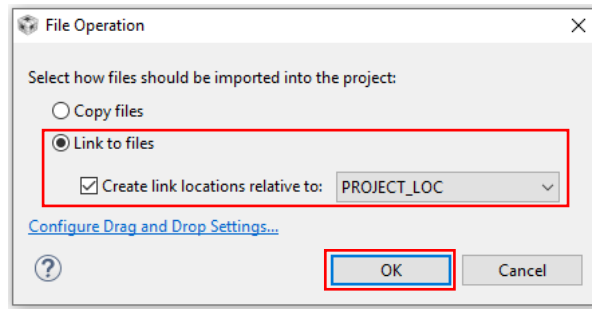 File Operation
Select how files should be imported into the project:
Copy files
Link to files
Create link locations relative to: PROJECT_LOC
Configure Drag and Drop Settings...
? OK Cancel